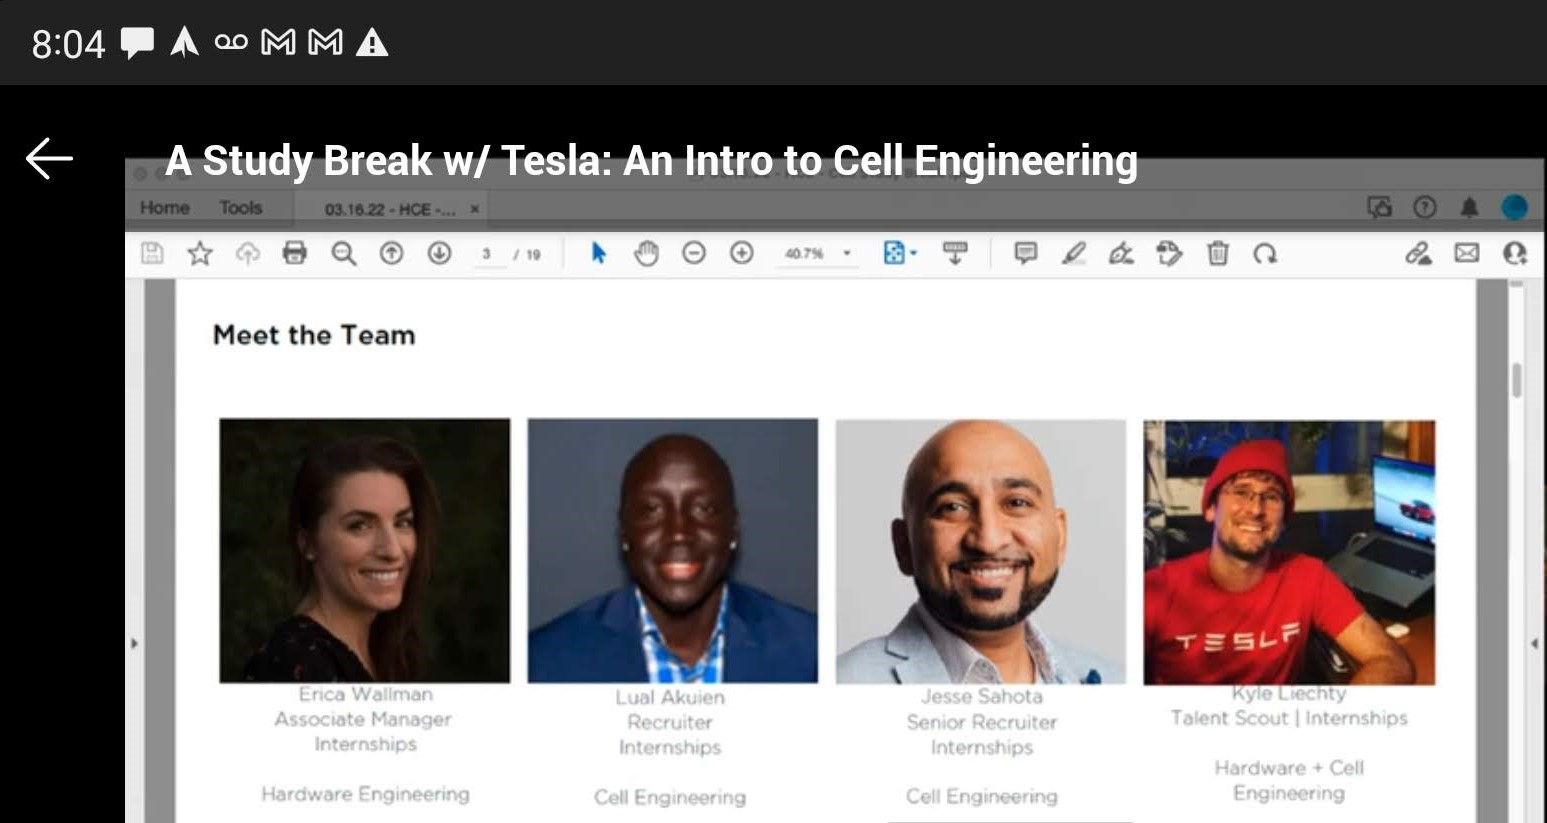 8:04
A Study Break w/ Tesla: An Intro to Cell Engineering
Home Tools 03.16.22 - HCE -... ×
3 / 19 40.7%
Meet the Team
TESLA
Erica Wallman
Associate Manager
Internships
Hardware Engineering
Lual Akuien
Recruiter
Internships
Cell Engineering
Jesse Sahota
Senior Recruiter
Internships
Cell Engineering
Kyle Liechty
Talent Scout | Internships
Hardware + Cell
Engineering